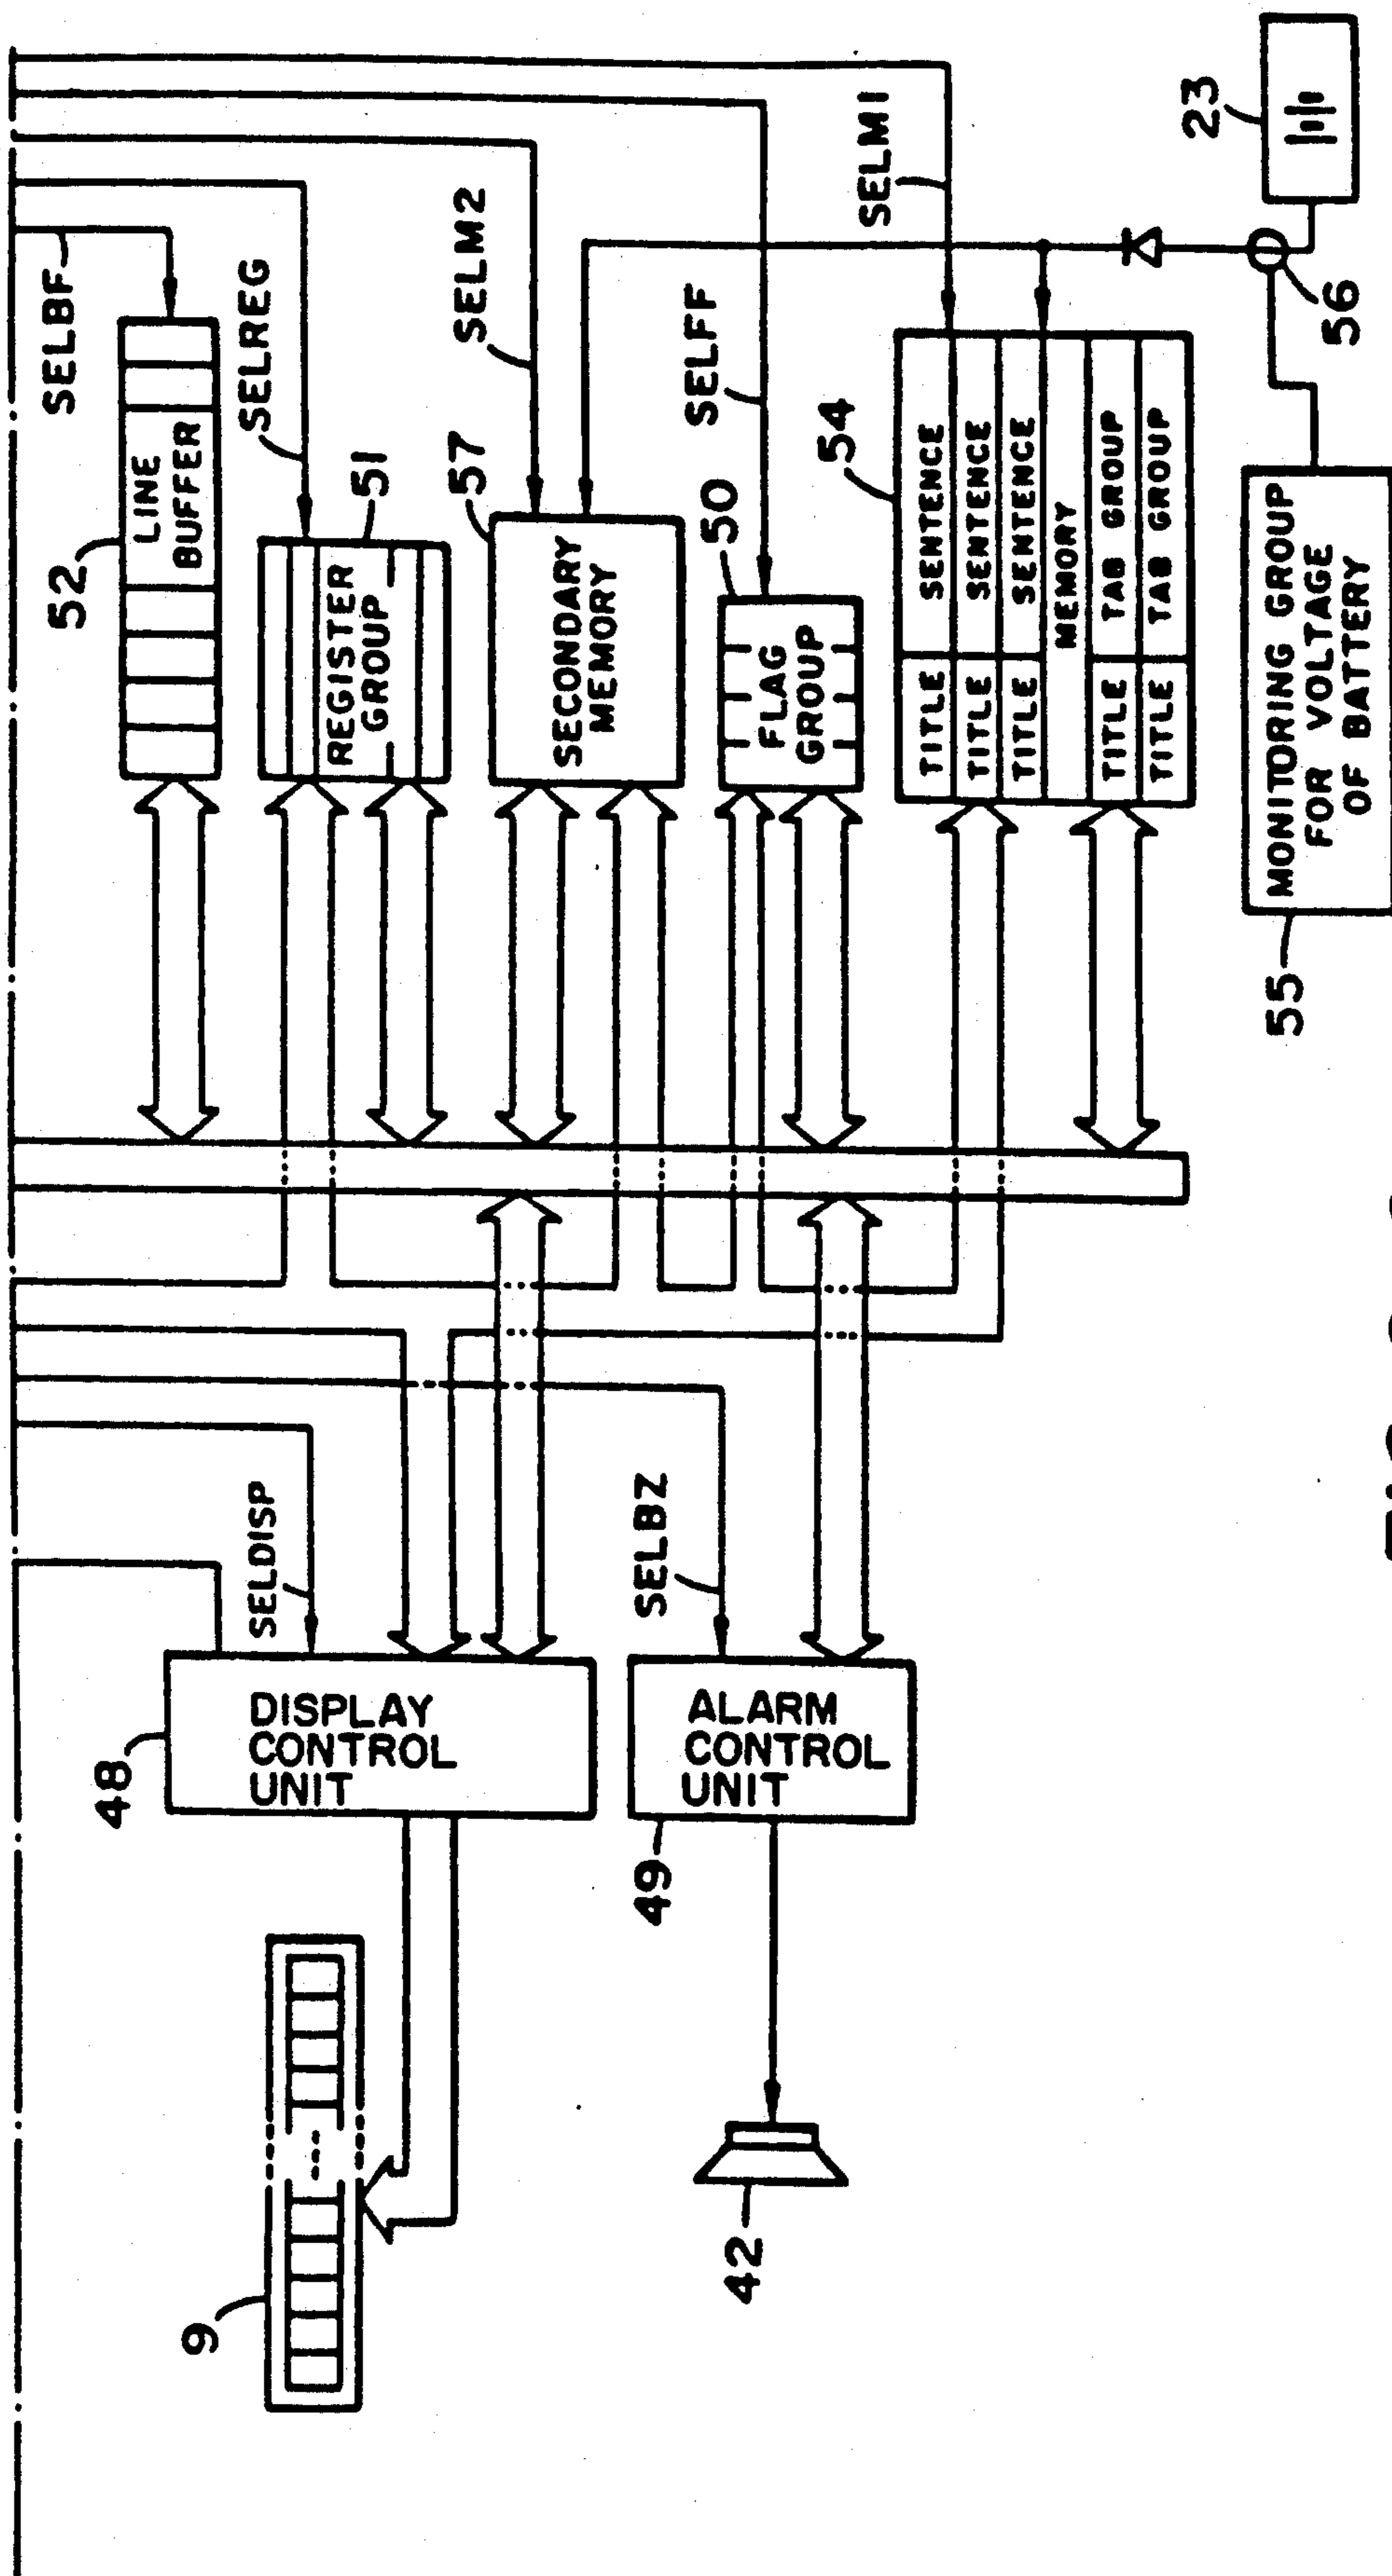 SELBF
52
LINE
BUFFER
SELREG
51
REGISTER
GROUP
SELM2
57
SECONDARY
MEMORY
SELFF
50
FLAG
GROUP
SELM1
54
TITLE SENTENCE
TITLE SENTENCE
TITLE SENTENCE
MEMORY
TITLE TAB GROUP
TITLE TAB GROUP
23
56
55
MONITORING GROUP
FOR VOLTAGE
OF BATTERY
SELDISP
48
DISPLAY
CONTROL
UNIT
SELBZ
49
ALARM
CONTROL
UNIT
9
42